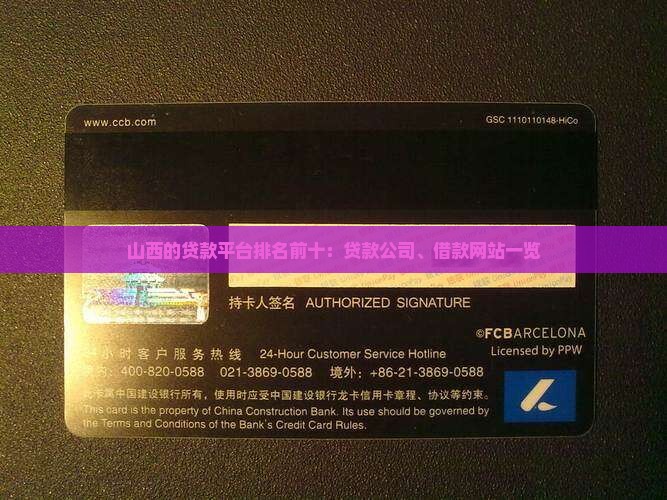 www.ccb.com
GSC 1110110148-HiCo
山西的贷款平台排名前十：贷款公司、借款网站一览
持卡人签名 AUTHORIZED SIGNATURE
©FCBARCELONA
Licensed by PPW
小时客户服务热线 24-Hour Customer Service Hotline
内: 400-820-0588 021-3869-0588 境外: +86-21-3869-0588
龙卡属中国建设银行所有，使用时应受中国建设银行龙卡信用卡章程、协议等约束。
This card is the property of China Construction Bank. Its use should be governed by
the Terms and Conditions of the Bank's Credit Card Rules.